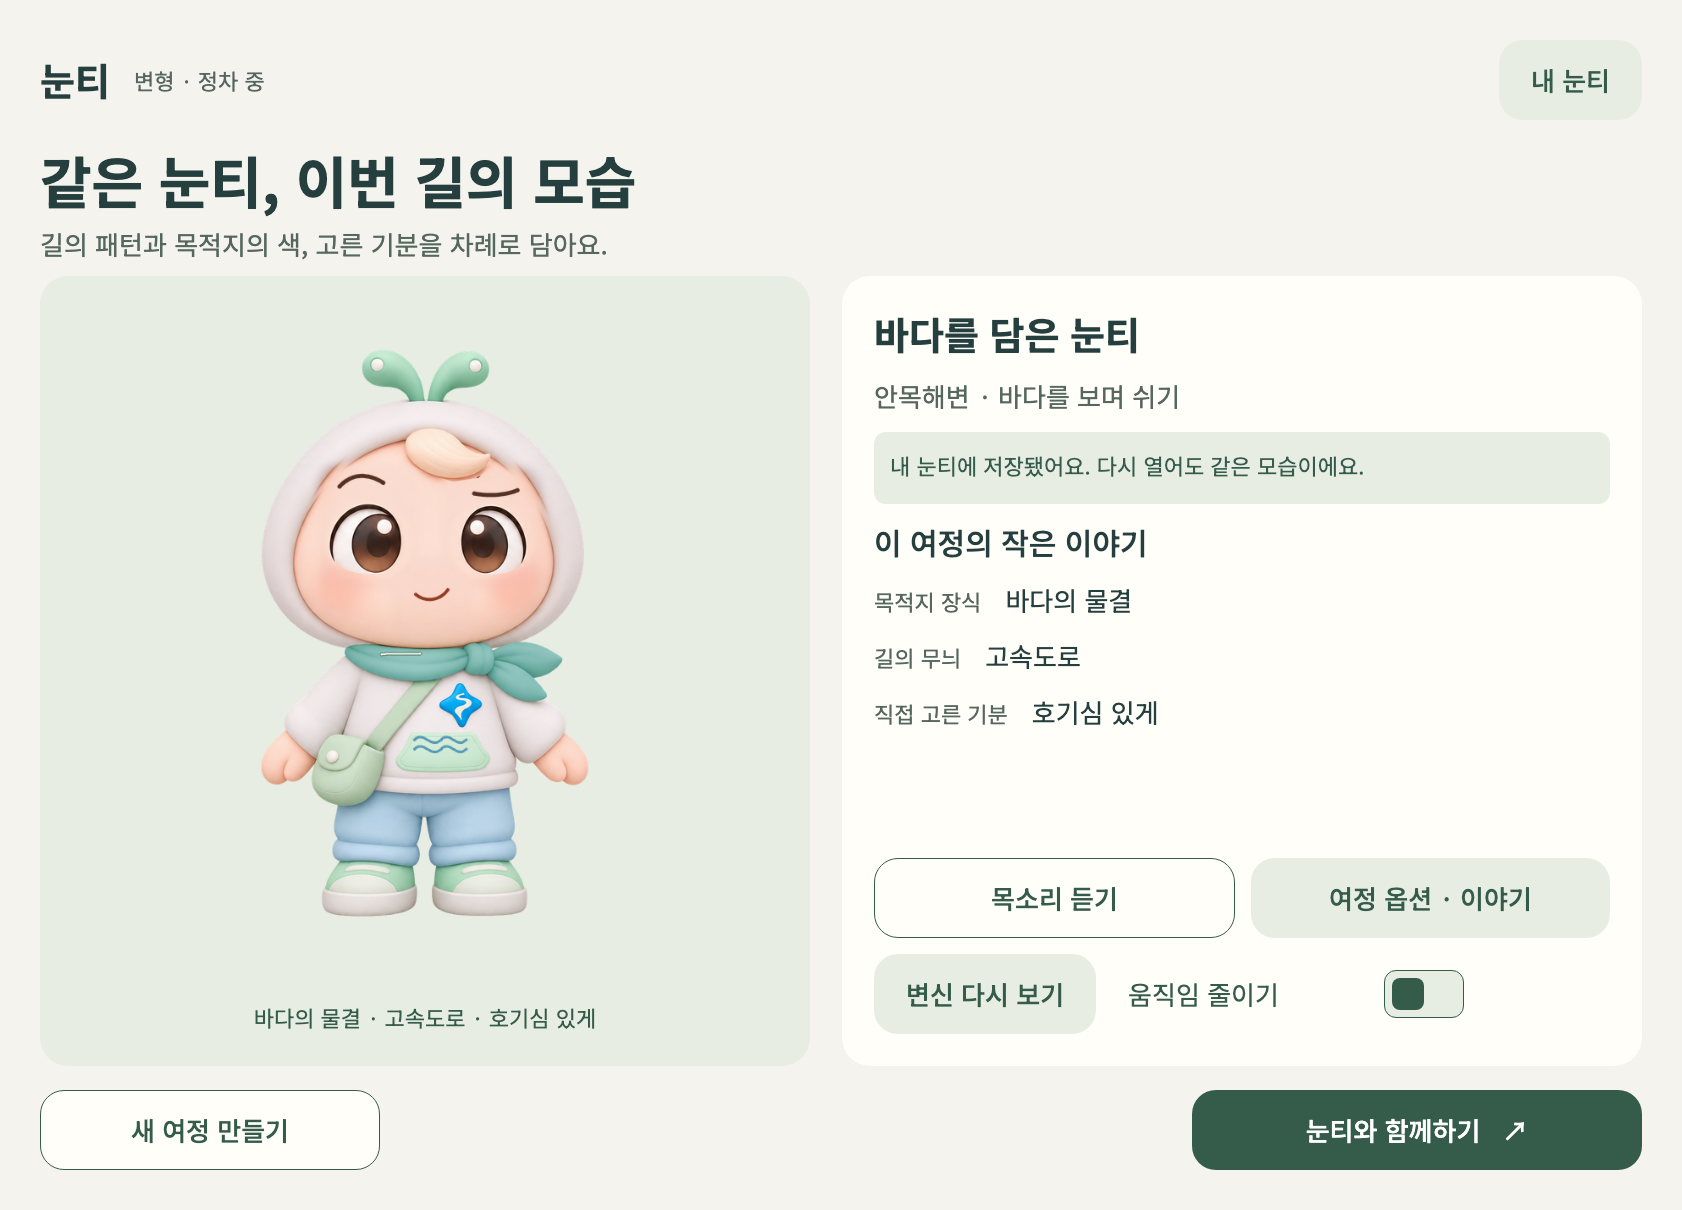 눈티 변형 · 정차 중
내 눈티
같은 눈티, 이번 길의 모습
길의 패턴과 목적지의 색, 고른 기분을 차례로 담아요.
바다의 물결 · 고속도로 · 호기심 있게
바다를 담은 눈티
안목해변 · 바다를 보며 쉬기
내 눈티에 저장됐어요. 다시 열어도 같은 모습이에요.
이 여정의 작은 이야기
목적지 장식 바다의 물결
길의 무늬 고속도로
직접 고른 기분 호기심 있게
목소리 듣기
여정 옵션 · 이야기
변신 다시 보기
움직임 줄이기
새 여정 만들기
눈티와 함께하기 ↗